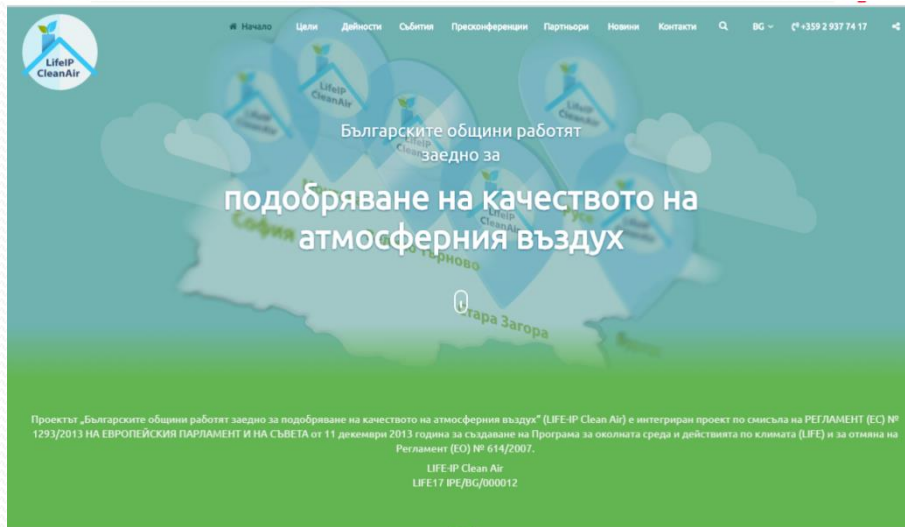 Начало Цели Дейности Събития Пресконференции Партньори Новини Контакти BG +359 2 937 74 17
LifeIP
CleanAir
LifeIP
CleanAir
Българските общини работят
заедно за
подобряване на качеството на
атмосферния въздух
София
Русе
Търново
Стара Загора
Проектът „Българските общини работят заедно за подобряване на качеството на атмосферния въздух“ (LIFE-IP Clean Air) е интегриран проект по смисъла на РЕГЛАМЕНТ (ЕС) №
1293/2013 НА ЕВРОПЕЙСКИЯ ПАРЛАМЕНТ И НА СЪВЕТА от 11 декември 2013 година за създаване на Програма за околната среда и действията по климата (LIFE) и за отмяна на
Регламент (ЕО) № 614/2007.
LIFE-IP Clean Air
LIFE17 IPE/BG/000012